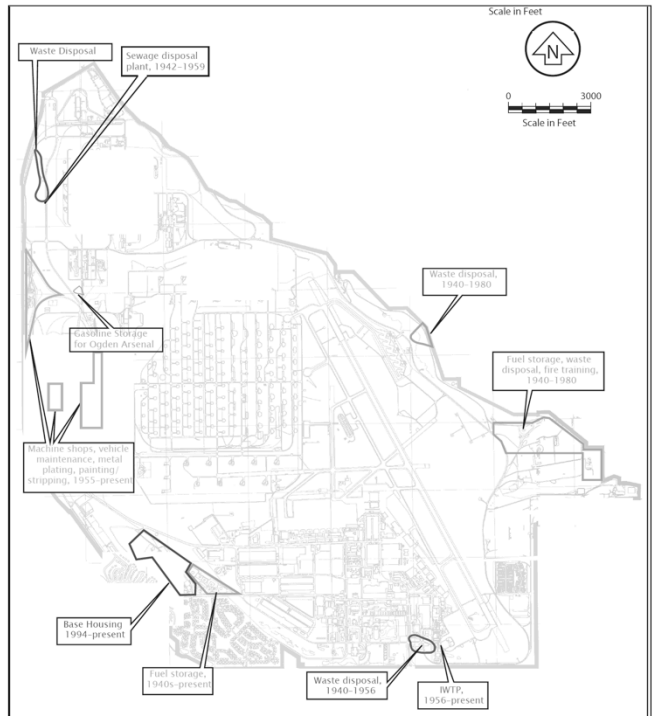 Scale in Feet
N
0 3000
Scale in Feet
Waste Disposal
Sewage disposal
plant, 1942-1959
Waste disposal,
1940-1980
Gasoline Storage
for Ogden Arsenal
Fuel storage, waste
disposal, fire training,
1940-1980
Machine shops, vehicle
maintenance, metal
plating, painting/
stripping, 1955-present
Base Housing
1994-present
Fuel storage,
1940s-present
Waste disposal,
1940-1956
IWTP,
1956-present